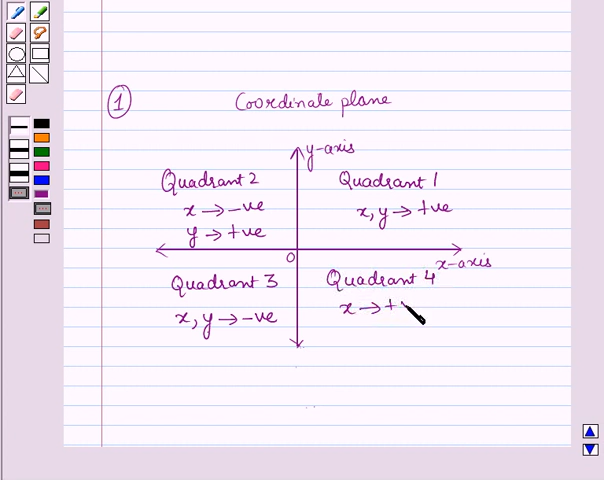 1
Coordinate plane
y-axis
Quadrant 2
x → -ve
y → +ve
Quadrant 1
x, y → +ve
0
x-axis
Quadrant 3
x, y → -ve
Quadrant 4
x → +